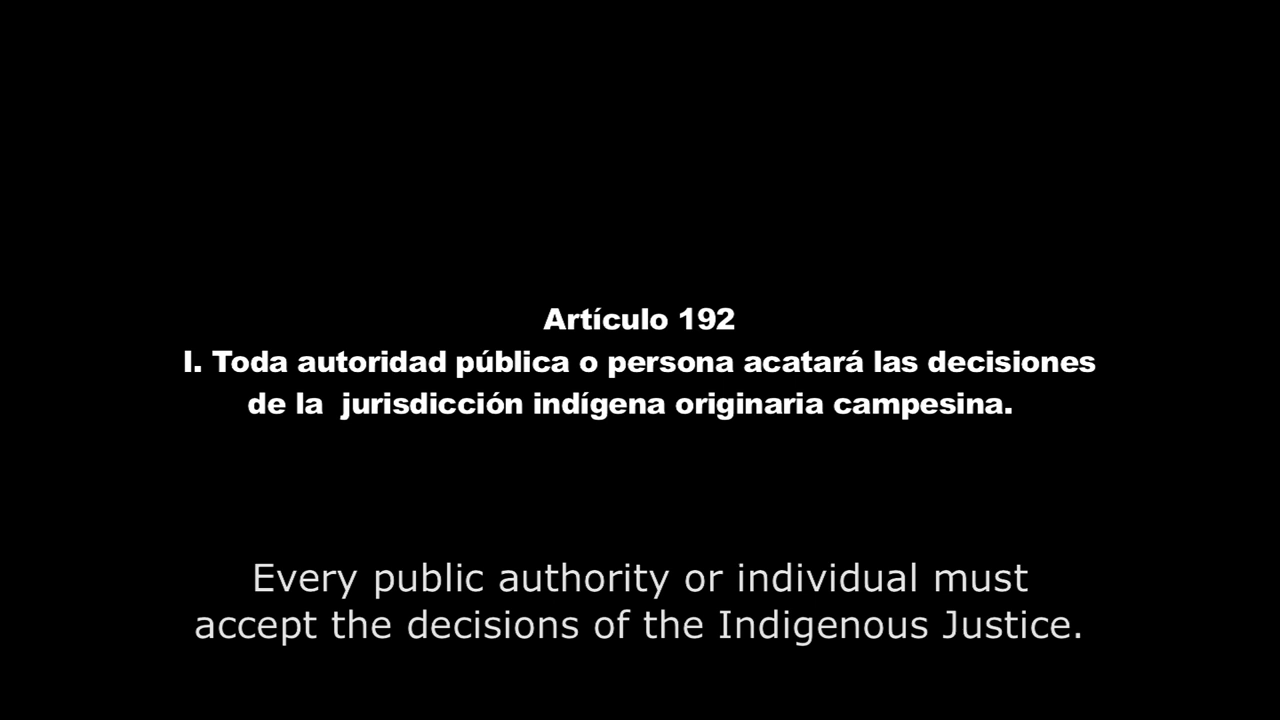 Artículo 192
I. Toda autoridad pública o persona acatará las decisiones
de la jurisdicción indígena originaria campesina.
Every public authority or individual must
accept the decisions of the Indigenous Justice.